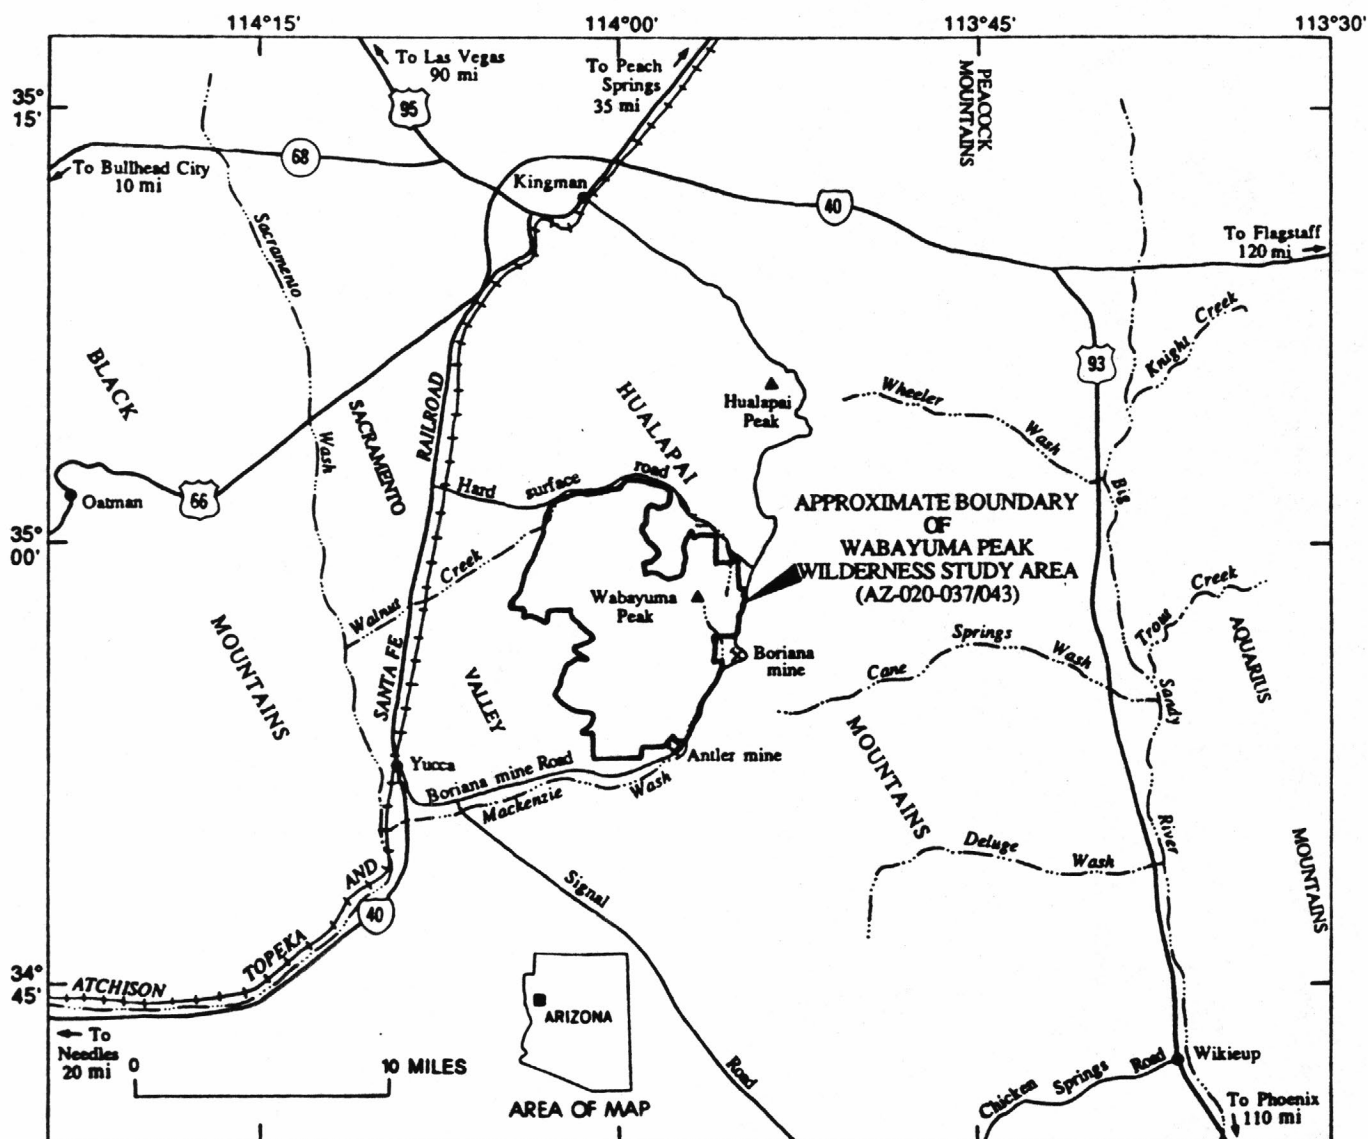 114°15'
114°00'
113°45'
113°30'
To Las Vegas
90 mi
To Peach
Springs
35 mi
PEACOCK
MOUNTAINS
35°
15'
95
68
To Bullhead City
10 mi
Kingman
40
To Flagstaff
120 mi
Sacramento
Wash
Knight Creek
BLACK
MOUNTAINS
93
Wheeler
Wash
Hualapai
Peak
HUALAPAI
MOUNTAINS
SACRAMENTO
VALLEY
RAILROAD
SANTA FE
AND
TOPEKA
ATCHISON
Oatman
66
Hard surface road
Big
Sandy
River
APPROXIMATE BOUNDARY
OF
WABAYUMA PEAK
WILDERNESS STUDY AREA
(AZ-020-037/043)
35°
00'
Walnut Creek
Wabayuma
Peak
Trout Creek
AQUARIUS
MOUNTAINS
Cane Springs Wash
Boriana
mine
Antler mine
Yucca
Boriana mine Road
Mackenzie Wash
Deluge Wash
Signal
Road
40
34°
45'
To
Needles
20 mi
0
10 MILES
ARIZONA
AREA OF MAP
Chicken Springs Road
Wikieup
To Phoenix
110 mi